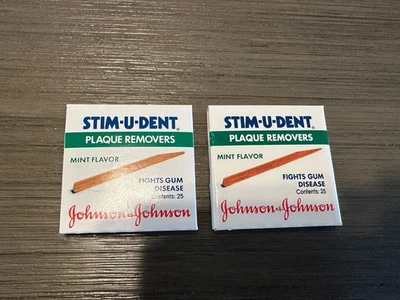 STIM-U-DENT®
PLAQUE REMOVERS
MINT FLAVOR
FIGHTS GUM
DISEASE
Contents: 25
Johnson & Johnson
STIM-U-DENT®
PLAQUE REMOVERS
MINT FLAVOR
FIGHTS GUM
DISEASE
Contents: 25
Johnson & Johnson